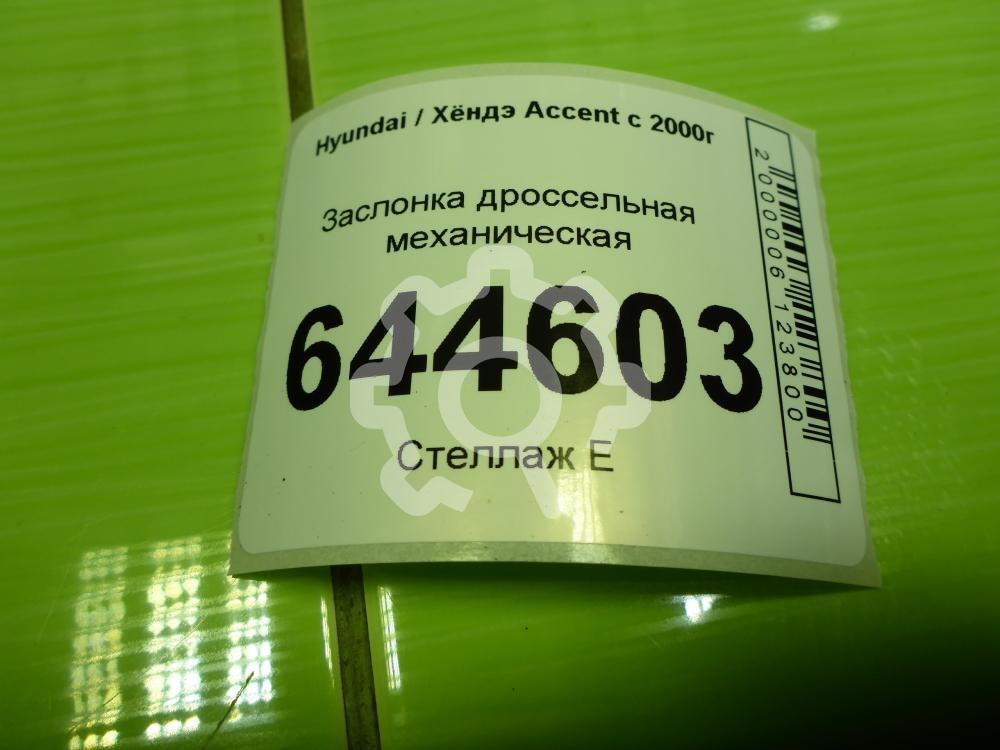 Hyundai / Хёндэ Accent с 2000г
Заслонка дроссельная
механическая
644603
Стеллаж Е
2000006123800